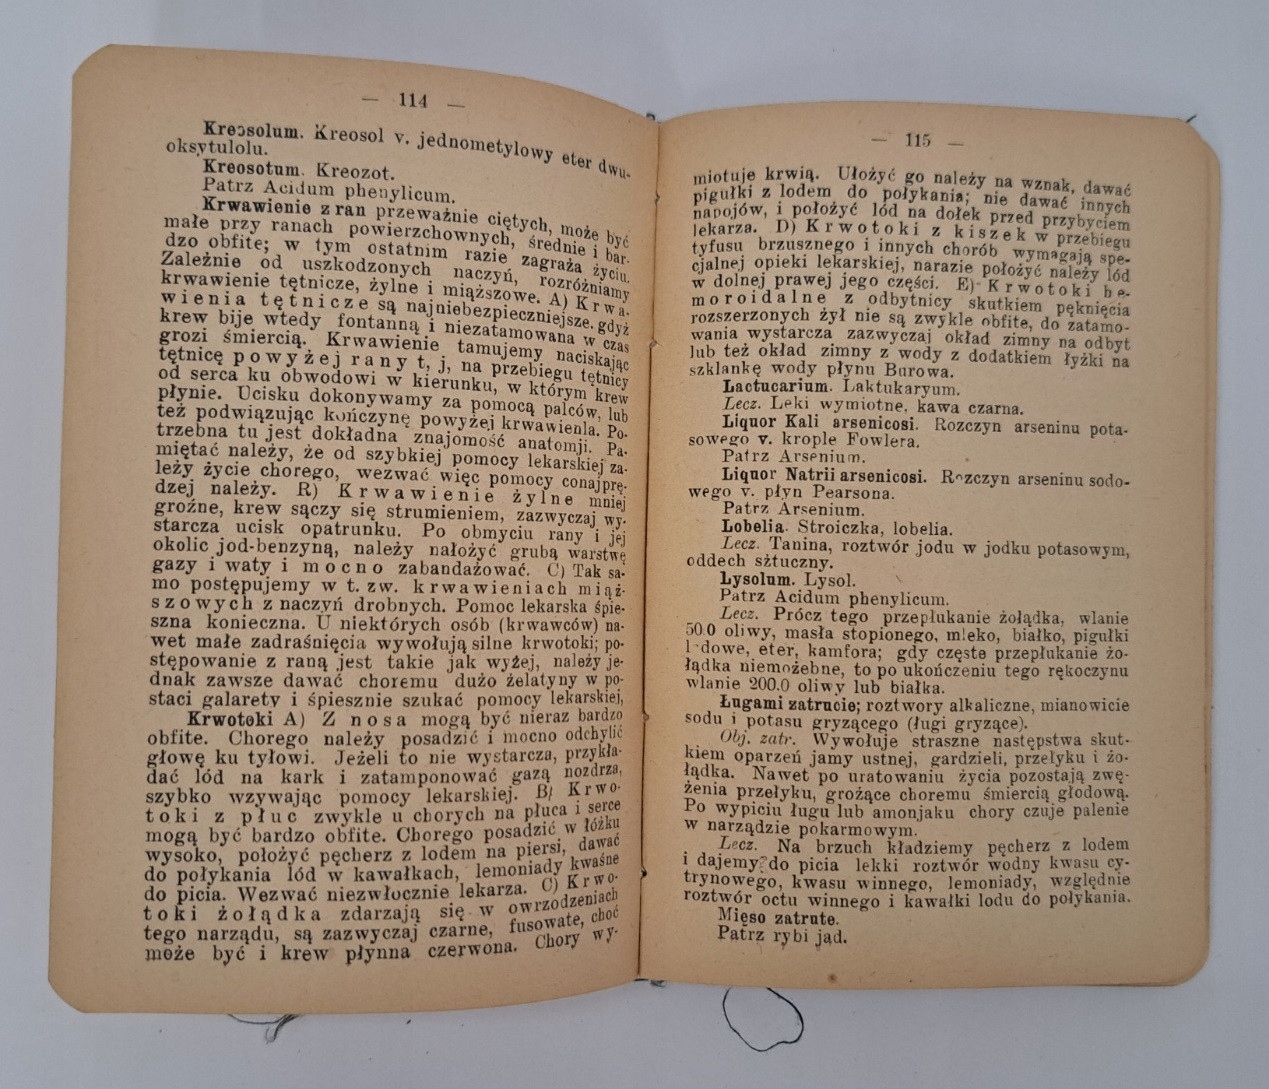 — 114 —
Kreosolum. Kreosol v. jednometylowy eter dwu-
oksytulolu.
Kreosotum. Kreozot.
Patrz Acidum phenylicum.
Krwawienie z ran przeważnie ciętych, może być
małe przy ranach powierzchownych, średnie i bar-
dzo obfite; w tym ostatnim razie zagraża życiu.
Zależnie od uszkodzonych naczyń, rozróżniamy
krwawienie tętnicze, żylne i miąższowe. A) Krwa-
wienia tętnicze są najniebezpieczniejsze. gdyż
krew bije wtedy fontanną i niezatamowana w czas
grozi śmiercią. Krwawienie tamujemy naciskając
tętnicę powyżej rany t, j, na przebiegu tętnicy
od serca ku obwodowi w kierunku, w którym krew
płynie. Ucisku dokonywamy za pomocą palców, lub
też podwiązując kończynę powyżej krwawienia. Po-
trzebna tu jest dokładna znajomość anatomji. Pa-
miętać należy, że od szybkiej pomocy lekarskiej za-
leży życie chorego, wezwać więc pomocy conajprę-
dzej należy. R) Krwawienie żylne mniej
groźne, krew sączy się strumieniem, zazwyczaj wy-
starcza ucisk opatrunku. Po obmyciu rany i jej
okolic jod-benzyną, należy nałożyć grubą warstwę
gazy i waty i mocno zabandażować. C) Tak sa-
mo postępujemy w t. zw. krwawieniach miąż-
szowych z naczyń drobnych. Pomoc lekarska śpie-
szna konieczna. U niektórych osób (krwawców) na-
wet małe zadraśnięcia wywołują silne krwotoki; po-
stępowanie z raną jest takie jak wyżej, należy je-
dnak zawsze dawać choremu dużo żelatyny w po-
staci galarety i śpiesznie szukać pomocy lekarskiej,
Krwotoki A) Z nosa mogą być nieraz bardzo
obfite. Chorego należy posadzić i mocno odchylić
głowę ku tyłowi. Jeżeli to nie wystarcza, przykła-
dać lód na kark i zatamponować gazą nozdrza,
szybko wzywając pomocy lekarskiej. B) Krwo-
toki z płuc zwykle u chorych na płuca i serce
mogą być bardzo obfite. Chorego posadzić w łóżku
wysoko, położyć pęcherz z lodem na piersi, dawać
do połykania lód w kawałkach, lemoniady kwaśne
do picia. Wezwać niezwłocznie lekarza. C) Krwo-
toki żołądka zdarzają się w owrzodzeniach
tego narządu, są zazwyczaj czarne, fusowate, choć
może być i krew płynna czerwona. Chory wy-
— 115 —
miotuje krwią. Ułożyć go należy na wznak, dawać
pigułki z lodem do połykania; nie dawać innych
napojów, i położyć lód na dołek przed przybyciem
lekarza. D) Krwotoki z kiszek w przebiegu
tyfusu brzusznego i innych chorób wymagają spe-
cjalnej opieki lekarskiej, narazie położyć należy lód
w dolnej prawej jego części. E) Krwotoki he-
moroidalne z odbytnicy skutkiem pęknięcia
rozszerzonych żył nie są zwykle obfite, do zatamo-
wania wystarcza zazwyczaj okład zimny na odbyt
lub też okład zimny z wody z dodatkiem łyżki na
szklankę wody płynu Burowa.
Lactucarium. Laktukaryum.
Lecz. Leki wymiotne, kawa czarna.
Liquor Kali arsenicosi. Rozczyn arseninu pota-
sowego v. krople Fowlera.
Patrz Arsenium.
Liquor Natrii arsenicosi. Rozczyn arseninu sodo-
wego v. płyn Pearsona.
Patrz Arsenium.
Lobelia. Stroiczka, lobelia.
Lecz. Tanina, roztwór jodu w jodku potasowym,
oddech sztuczny.
Lysolum. Lysol.
Patrz Acidum phenylicum.
Lecz. Prócz tego przepłukanie żołądka, wlanie
50.0 oliwy, masła stopionego, mleko, białko, pigułki
lodowe, eter, kamfora; gdy częste przepłukanie żo-
łądka niemożebne, to po ukończeniu tego rękoczynu
wlanie 200.0 oliwy lub białka.
Ługami zatrucie; roztwory alkaliczne, mianowicie
sodu i potasu gryzącego (ługi gryzące).
Obj. zatr. Wywołuje straszne następstwa skut-
kiem oparzeń jamy ustnej, gardzieli, przełyku i żo-
łądka. Nawet po uratowaniu życia pozostają zwę-
żenia przełyku, grożące choremu śmiercią głodową.
Po wypiciu ługu lub amonjaku chory czuje palenie
w narządzie pokarmowym.
Lecz. Na brzuch kładziemy pęcherz z lodem
i dajemy do picia lekki roztwór wodny kwasu cy-
trynowego, kwasu winnego, lemoniady, względnie
roztwór octu winnego i kawałki lodu do połykania.
Mięso zatrute.
Patrz rybi jad.